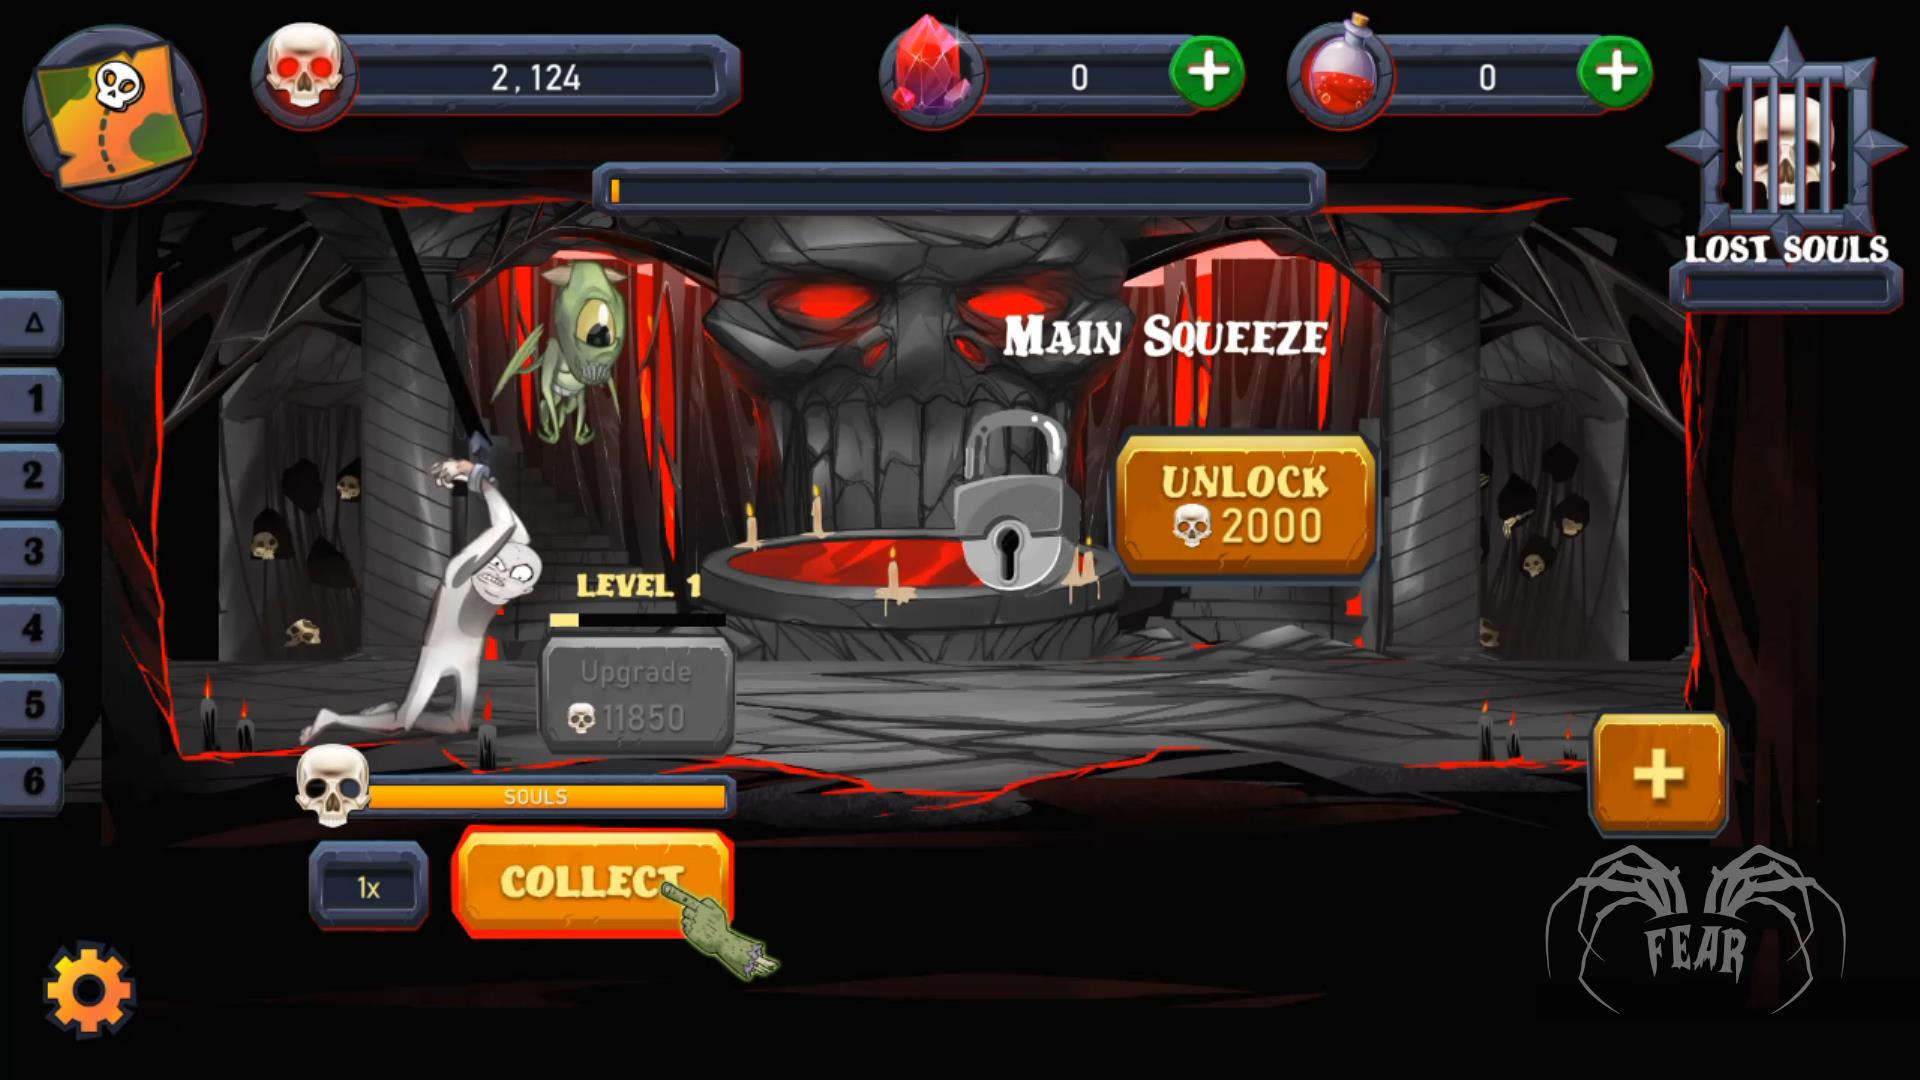 2,124
0
0
LOST SOULS
Δ
1
2
3
4
5
6
MAIN SQUEEZE
UNLOCK
2000
LEVEL 1
Upgrade
11850
SOULS
1x
COLLECT
FEAR